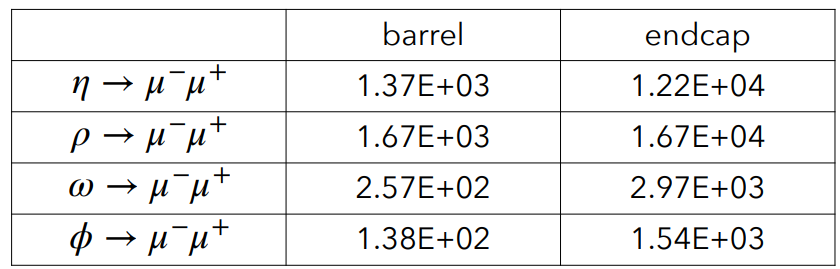 barrel endcap
η → μ⁻μ⁺ 1.37E+03 1.22E+04
ρ → μ⁻μ⁺ 1.67E+03 1.67E+04
ω → μ⁻μ⁺ 2.57E+02 2.97E+03
ϕ → μ⁻μ⁺ 1.38E+02 1.54E+03